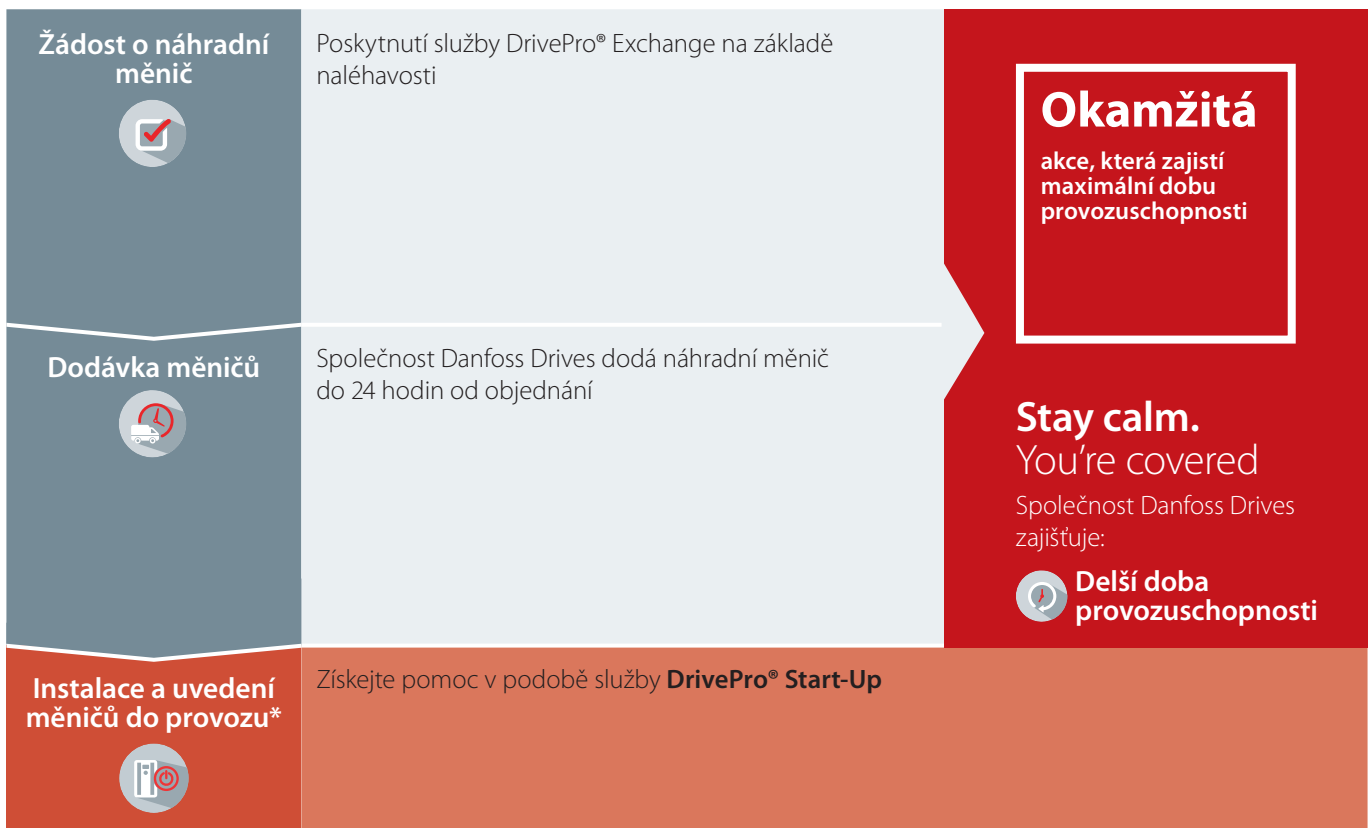 Žádost o náhradní
měnič
Poskytnutí služby DrivePro® Exchange na základě
naléhavosti
Dodávka měničů
Společnost Danfoss Drives dodá náhradní měnič
do 24 hodin od objednání
Instalace a uvedení
měničů do provozu*
Získejte pomoc v podobě služby DrivePro® Start-Up
Okamžitá
akce, která zajistí
maximální dobu
provozuschopnosti
Stay calm.
You’re covered
Společnost Danfoss Drives
zajišťuje:
Delší doba
provozuschopnosti